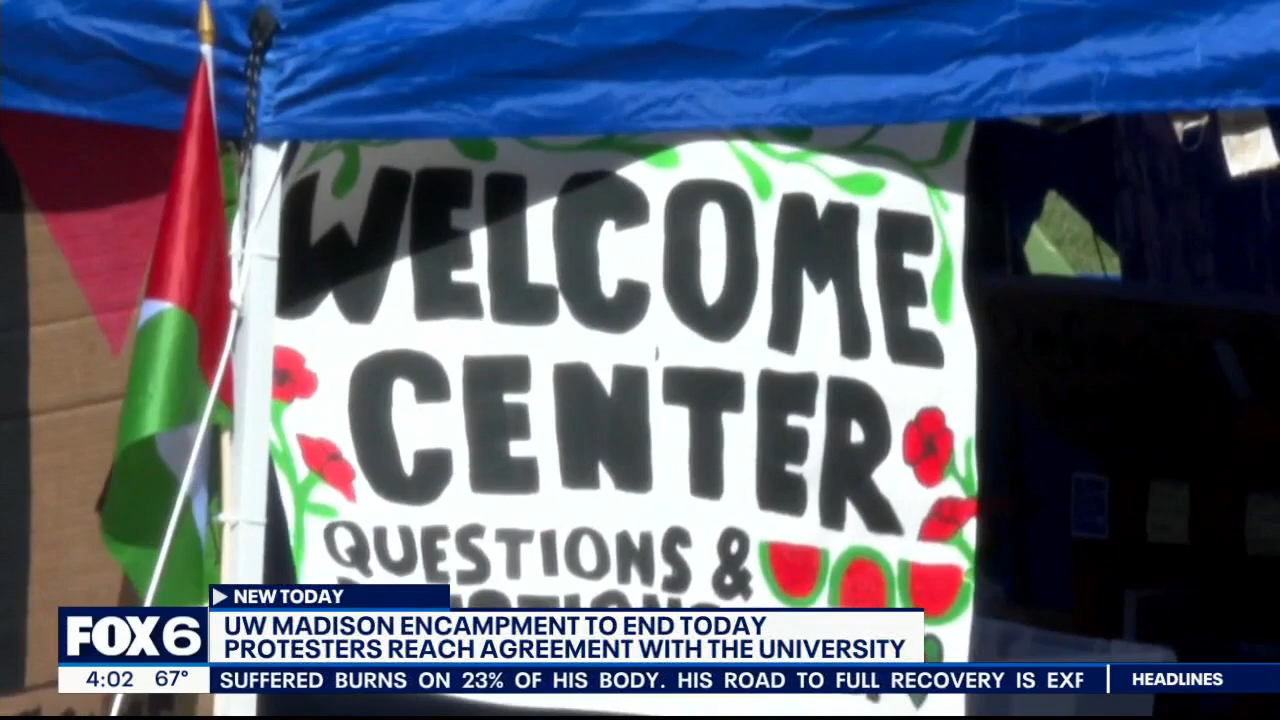 WELCOME
CENTER
QUESTIONS &
NEW TODAY
FOX6
UW MADISON ENCAMPMENT TO END TODAY
PROTESTERS REACH AGREEMENT WITH THE UNIVERSITY
4:02 67°
SUFFERED BURNS ON 23% OF HIS BODY. HIS ROAD TO FULL RECOVERY IS
HEADLINES